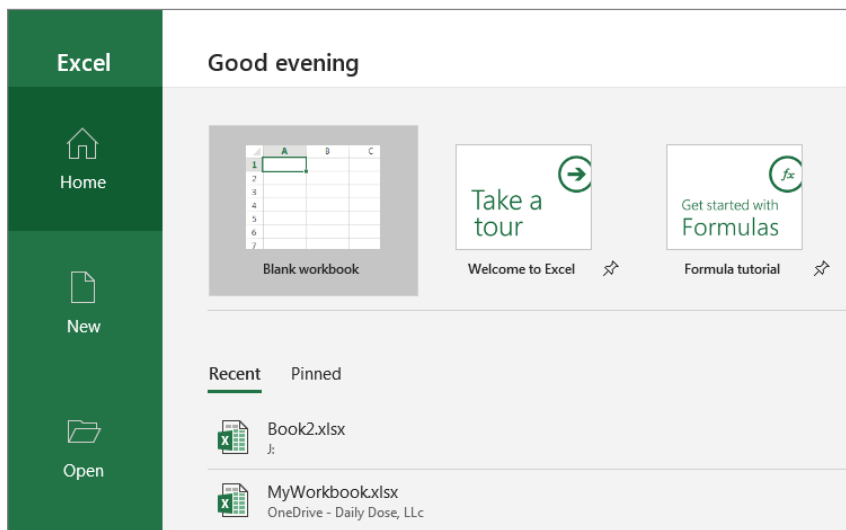 Excel
Good evening
Home
New
Open
A B C
1
2
3
4
5
6
7
Blank workbook
Take a
tour
Welcome to Excel
fx
Get started with
Formulas
Formula tutorial
Recent Pinned
Book2.xlsx
J:
MyWorkbook.xlsx
OneDrive - Daily Dose, LLc